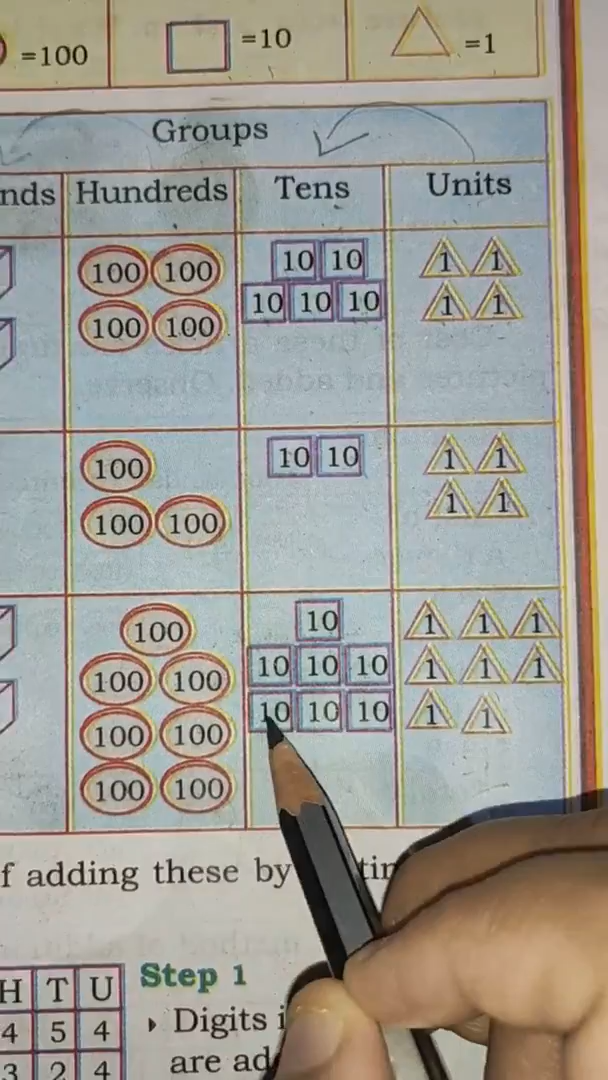 =100 =10 =1
Groups
nds Hundreds Tens Units
100 100 10 10 1 1
100 100 10 10 10 1 1
100 10 10 1 1
100 100 1 1
100 10 1 1 1
100 100 10 10 10 1 1 1
100 100 10 10 10 1 1
100 100
f adding these by
H T U Step 1
4 5 4 Digits i
3 2 4 are ad